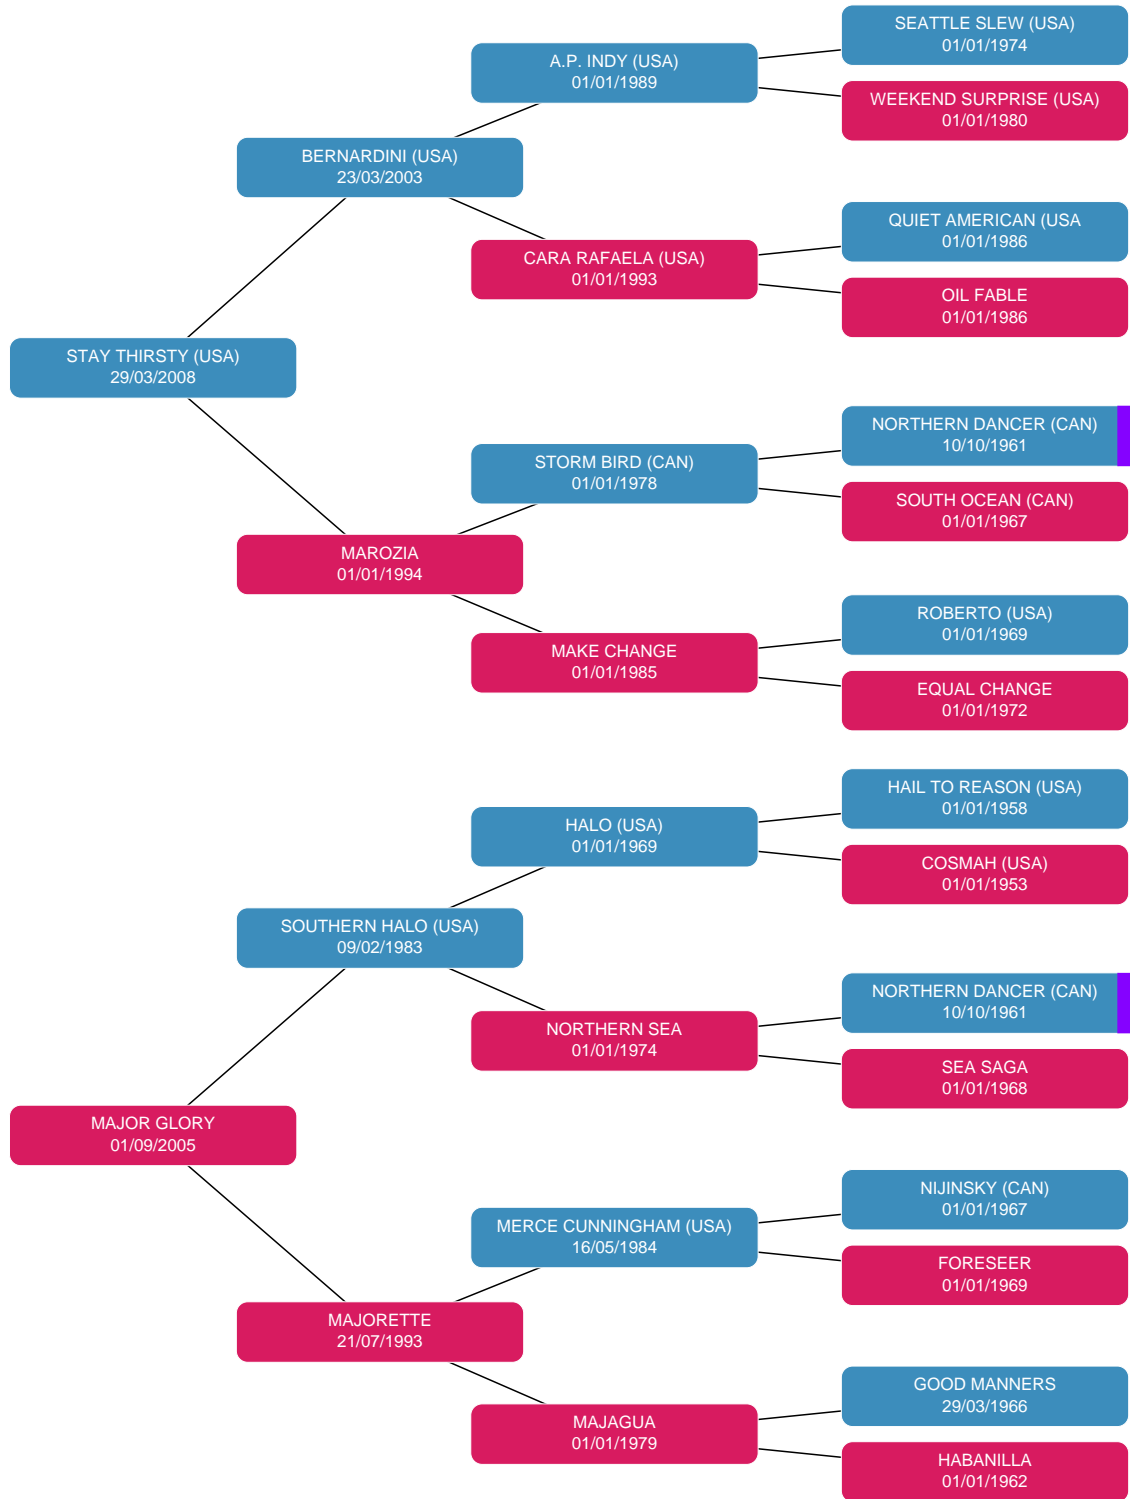 SEATTLE SLEW (USA)
01/01/1974
A.P. INDY (USA)
01/01/1989
WEEKEND SURPRISE (USA)
01/01/1980
BERNARDINI (USA)
23/03/2003
QUIET AMERICAN (USA
01/01/1986
CARA RAFAELA (USA)
01/01/1993
OIL FABLE
01/01/1986
STAY THIRSTY (USA)
29/03/2008
NORTHERN DANCER (CAN)
10/10/1961
STORM BIRD (CAN)
01/01/1978
SOUTH OCEAN (CAN)
01/01/1967
MAROZIA
01/01/1994
ROBERTO (USA)
01/01/1969
MAKE CHANGE
01/01/1985
EQUAL CHANGE
01/01/1972
HAIL TO REASON (USA)
01/01/1958
HALO (USA)
01/01/1969
COSMAH (USA)
01/01/1953
SOUTHERN HALO (USA)
09/02/1983
NORTHERN DANCER (CAN)
10/10/1961
NORTHERN SEA
01/01/1974
SEA SAGA
01/01/1968
MAJOR GLORY
01/09/2005
NIJINSKY (CAN)
01/01/1967
MERCE CUNNINGHAM (USA)
16/05/1984
FORESEER
01/01/1969
MAJORETTE
21/07/1993
GOOD MANNERS
29/03/1966
MAJAGUA
01/01/1979
HABANILLA
01/01/1962